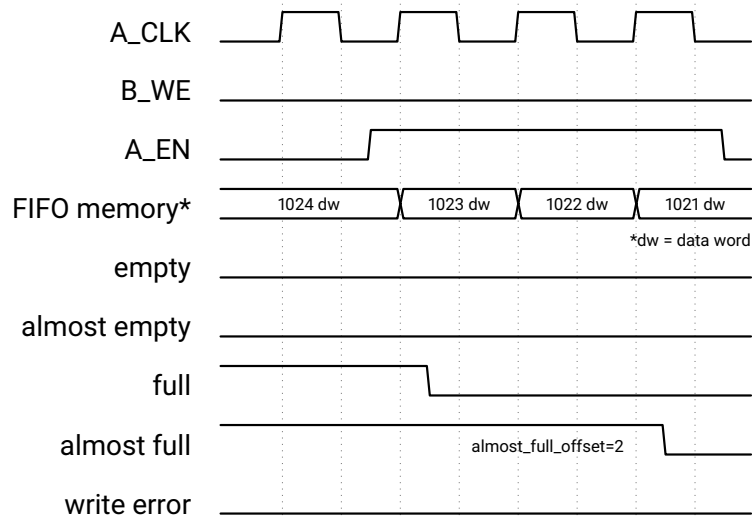 A_CLK
B_WE
A_EN
FIFO memory*
1024 dw 1023 dw 1022 dw 1021 dw
*dw = data word
empty
almost empty
full
almost full
almost_full_offset=2
write error